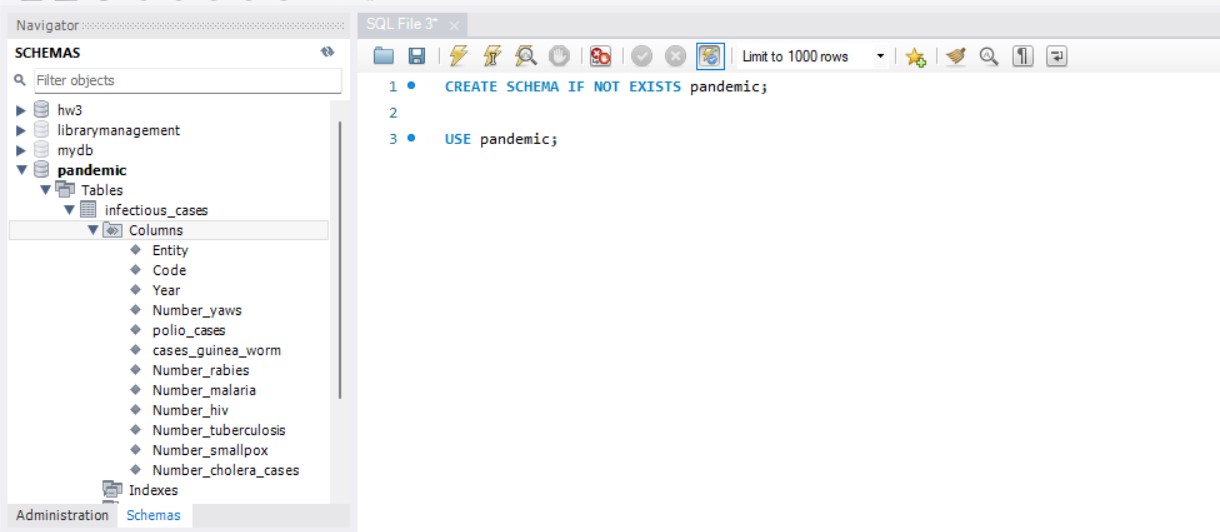 Navigator
SCHEMAS
Filter objects
hw3
librarymanagement
mydb
pandemic
Tables
infectious_cases
Columns
Entity
Code
Year
Number_yaws
polio_cases
cases_guinea_worm
Number_rabies
Number_malaria
Number_hiv
Number_tuberculosis
Number_smallpox
Number_cholera_cases
Indexes
Administration Schemas
SQL File 3*
Limit to 1000 rows
1 CREATE SCHEMA IF NOT EXISTS pandemic;
2
3 USE pandemic;